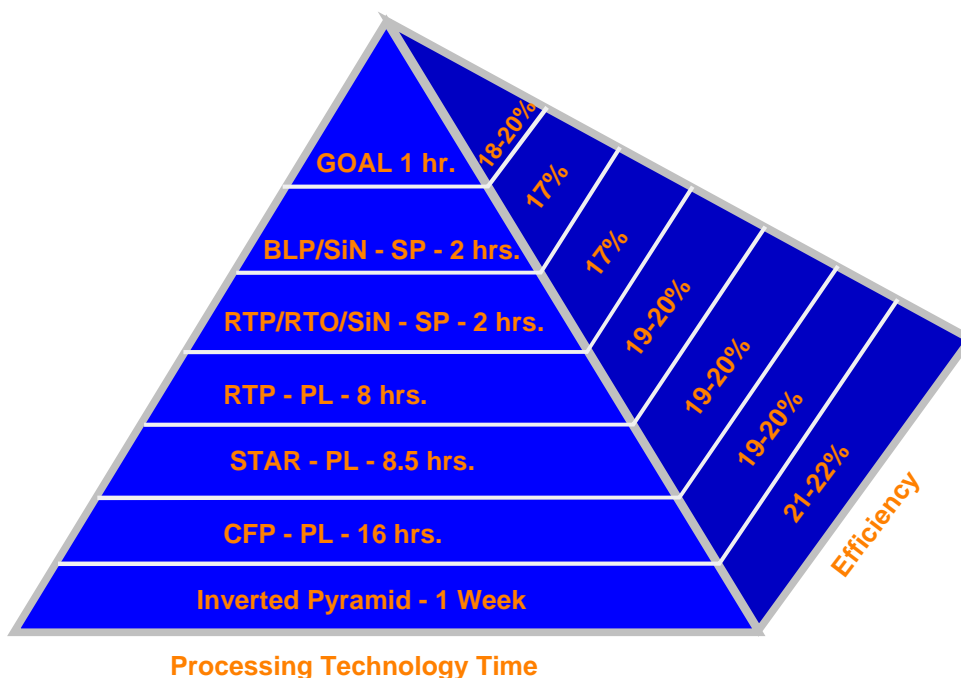 GOAL 1 hr.
18-20%
BLP/SiN - SP - 2 hrs.
17%
RTP/RTO/SiN - SP - 2 hrs.
17%
RTP - PL - 8 hrs.
19-20%
STAR - PL - 8.5 hrs.
19-20%
CFP - PL - 16 hrs.
19-20%
Inverted Pyramid - 1 Week
21-22%
Efficiency
Processing Technology Time